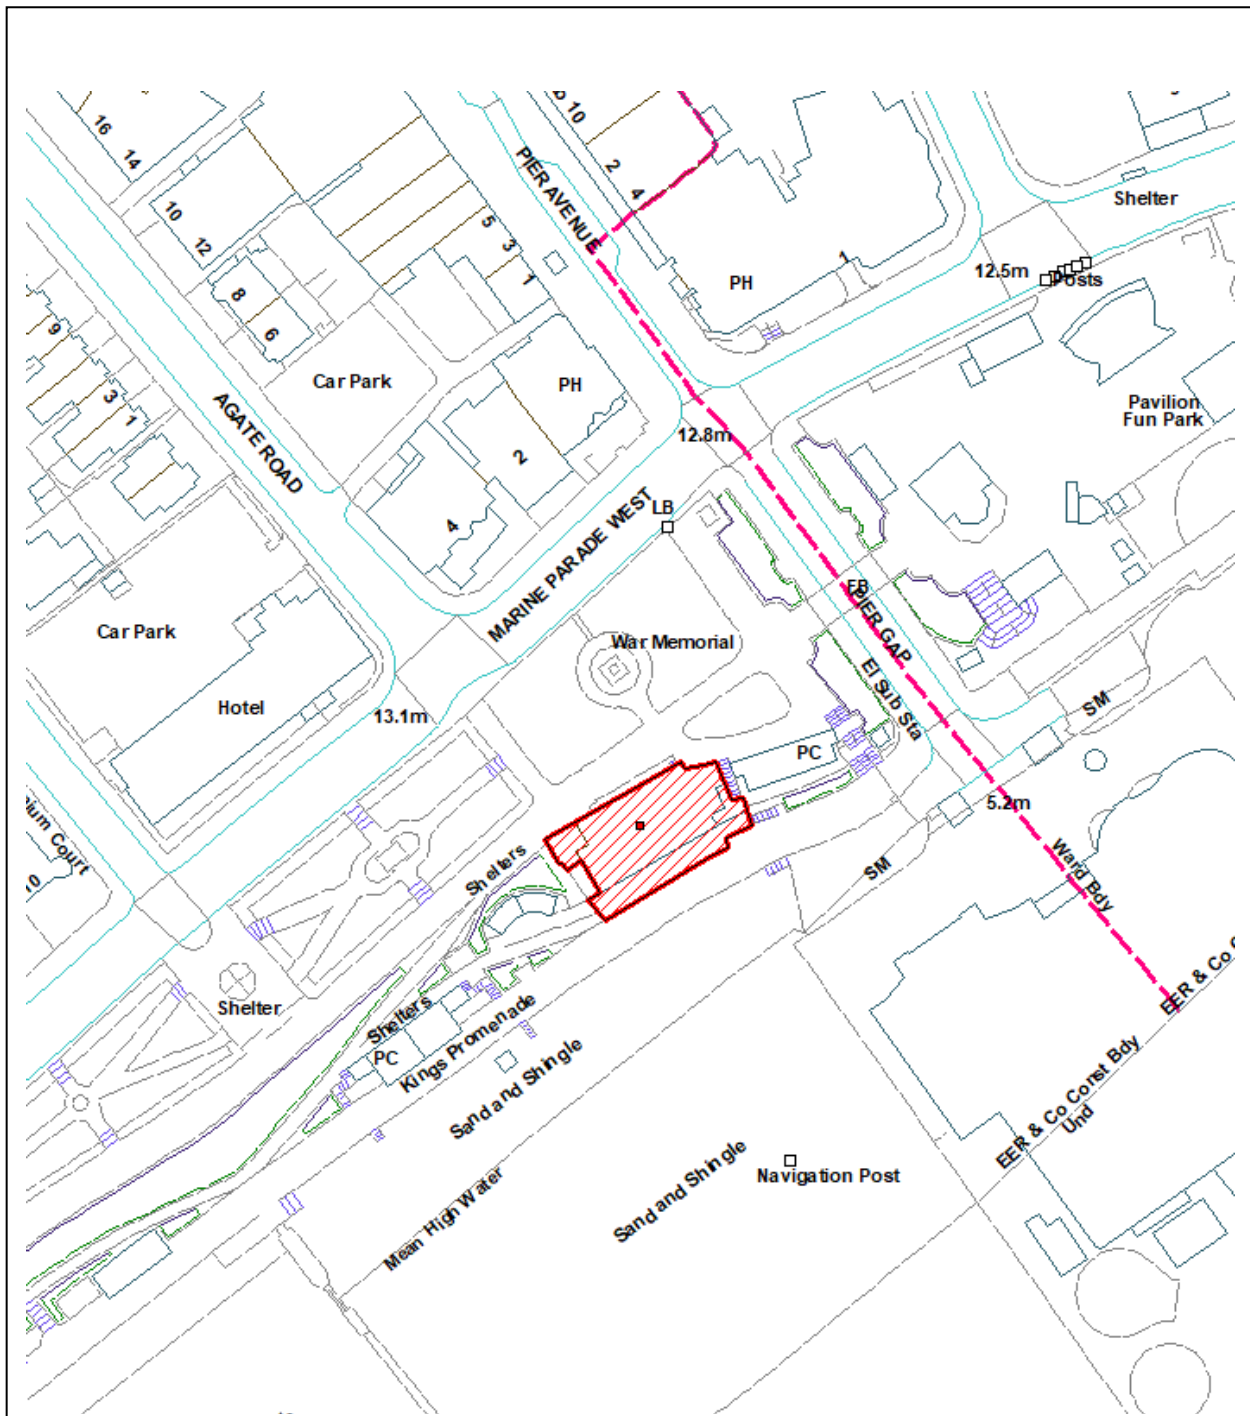 16
14
10
2
4
PIER AVENUE
10
12
5
3
1
8
6
PH
1
Shelter
12.5m
Posts
9
3
1
Car Park
PH
Pavilion
Fun Park
AGATE ROAD
2
12.8m
4
LB
MARINE PARADE WEST
FB
PIER GAP
Car Park
War Memorial
Hotel
13.1m
El Sub Sta
SM
PC
5.2m
ium Court
10
Shelters
SM
Ward Bdy
Shelter
Shelters
PC
Kings Promenade
Sand and Shingle
EER & Co C
EER & Co Const Bdy
Und
Mean High Water
Sand and Shingle
Navigation Post